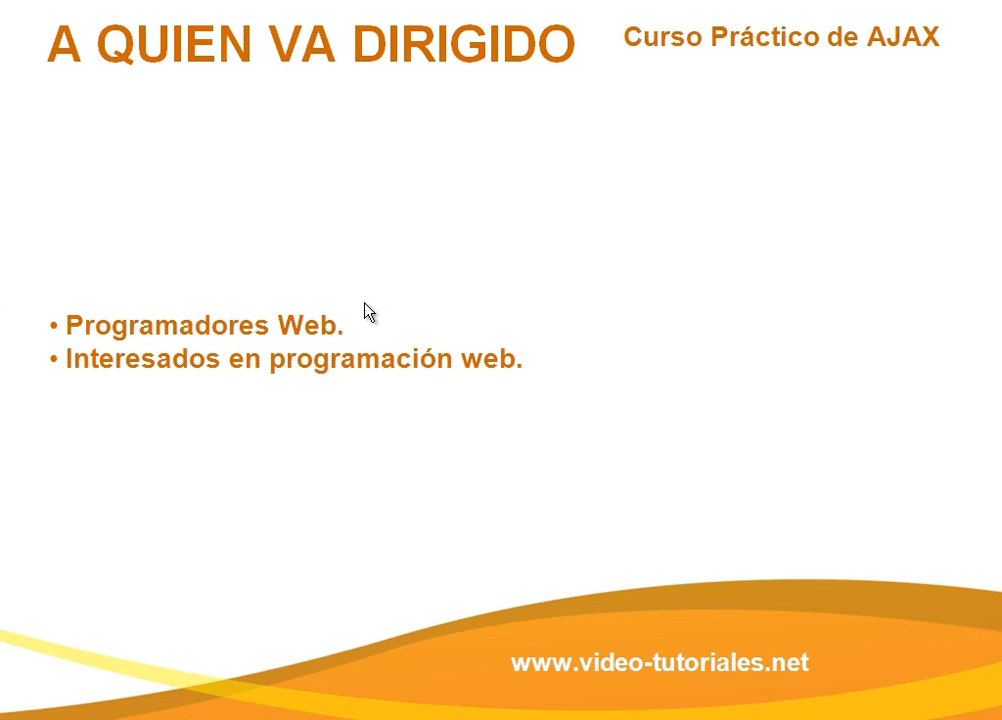 A QUIEN VA DIRIGIDO
Curso Práctico de AJAX
• Programadores Web.
• Interesados en programación web.
www.video-tutoriales.net